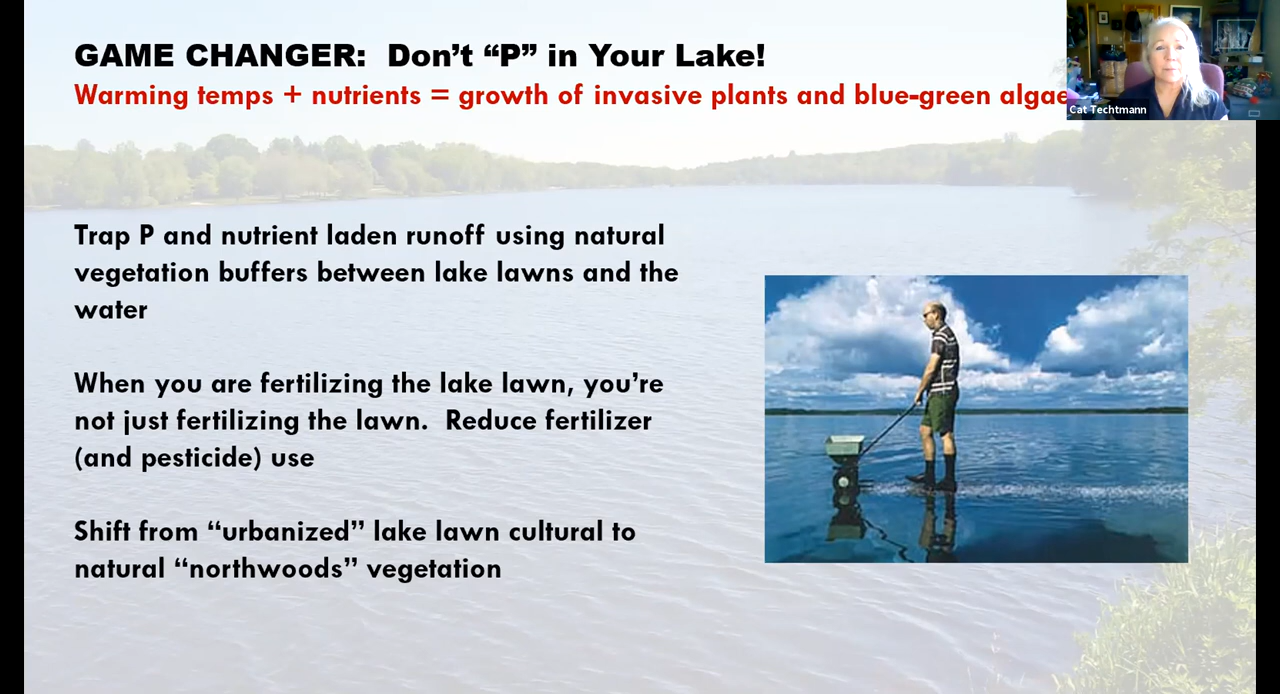 GAME CHANGER:  Don’t “P” in Your Lake!
Warming temps + nutrients = growth of invasive plants and blue-green algae
Cat Techtmann
Trap P and nutrient laden runoff using natural
vegetation buffers between lake lawns and the
water
When you are fertilizing the lake lawn, you’re
not just fertilizing the lawn.  Reduce fertilizer
(and pesticide) use
Shift from “urbanized” lake lawn cultural to
natural “northwoods” vegetation